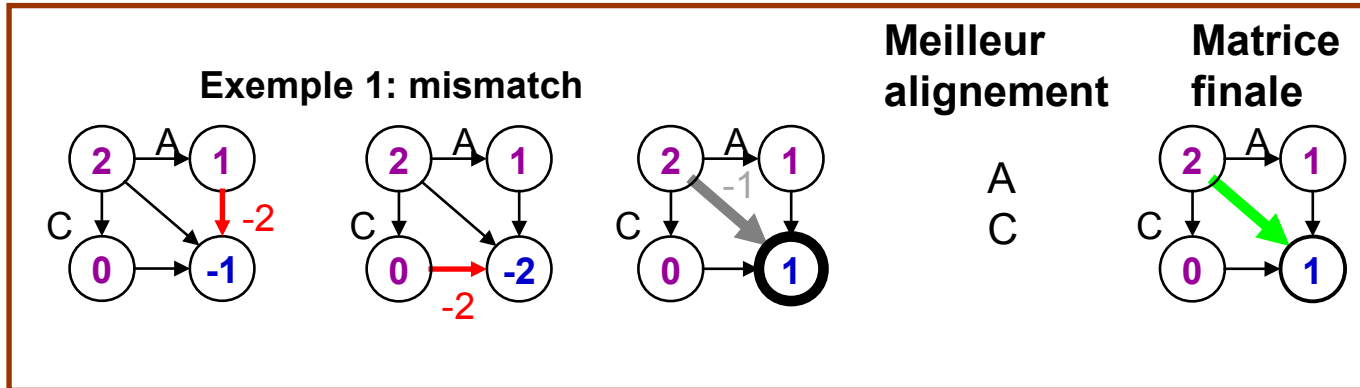 Meilleur alignement
Matrice finale
Exemple 1: mismatch
2 A 1
C -2
0 -1
2 A 1
C
0 -2
-2
2 A 1
-1
C
0 1
A
C
2 A 1
C
0 1